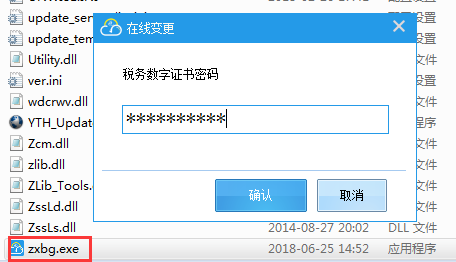 在线变更
税务数字证书密码
**********
确认
取消
update_sen
update_tem
Utility.dll
ver.ini
wdcrwv.dll
YTH_Update
Zcm.dll
zlib.dll
ZLib_Tools.
ZssLd.dll
ZssLs.dll 2014-08-27 20:02 DLL 文件
zxbg.exe 2018-06-25 14:52 应用程序